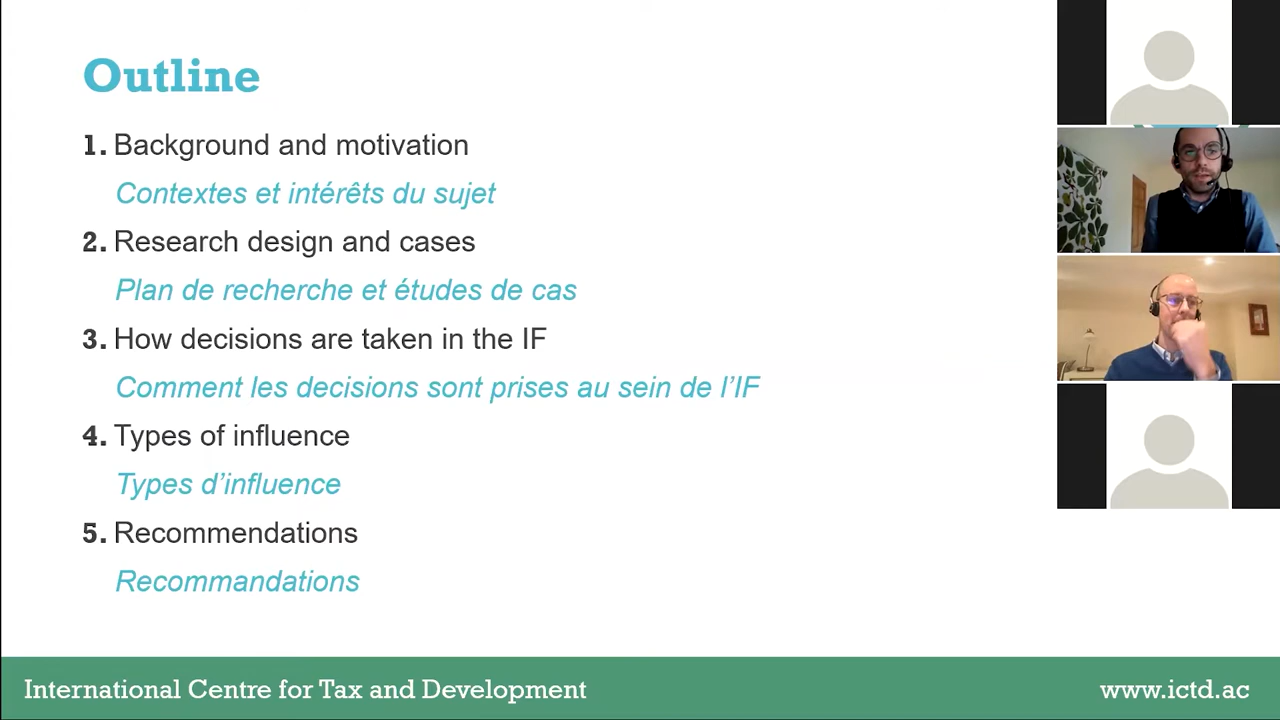 Outline
1. Background and motivation
Contextes et intérêts du sujet
2. Research design and cases
Plan de recherche et études de cas
3. How decisions are taken in the IF
Comment les decisions sont prises au sein de l’IF
4. Types of influence
Types d’influence
5. Recommendations
Recommandations
International Centre for Tax and Development
www.ictd.ac